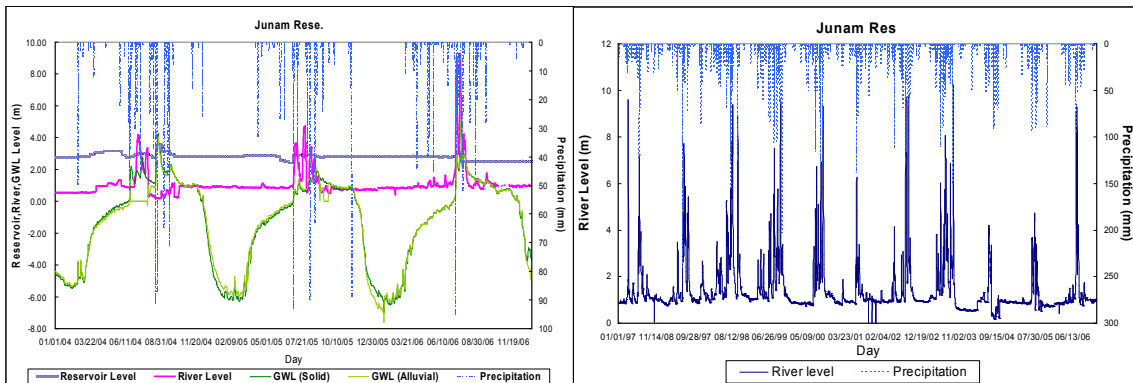 Junam Rese.
Reservoir,River,GWL Level (m)
10.00
8.00
6.00
4.00
2.00
0.00
-2.00
-4.00
-6.00
-8.00
0
10
20
30
40
50
60
70
80
90
100
Precipitaton (mm)
01/01/04 03/22/04 06/11/04 08/31/04 11/20/04 02/09/05 05/01/05 07/21/05 10/10/05 12/30/05 03/21/06 06/10/06 08/30/06 11/19/06
Day
Reservoir Level River Level GWL (Solid) GWL (Alluvial) Precipitation
Junam Res
River Level (m)
12
10
8
6
4
2
0
0
50
100
150
200
250
300
Precipitation (mm)
01/01/97 11/14/08 09/28/97 08/12/98 06/26/99 05/09/00 03/23/01 02/04/02 12/19/02 11/02/03 09/15/04 07/30/05 06/13/06
Day
River level Precipitation